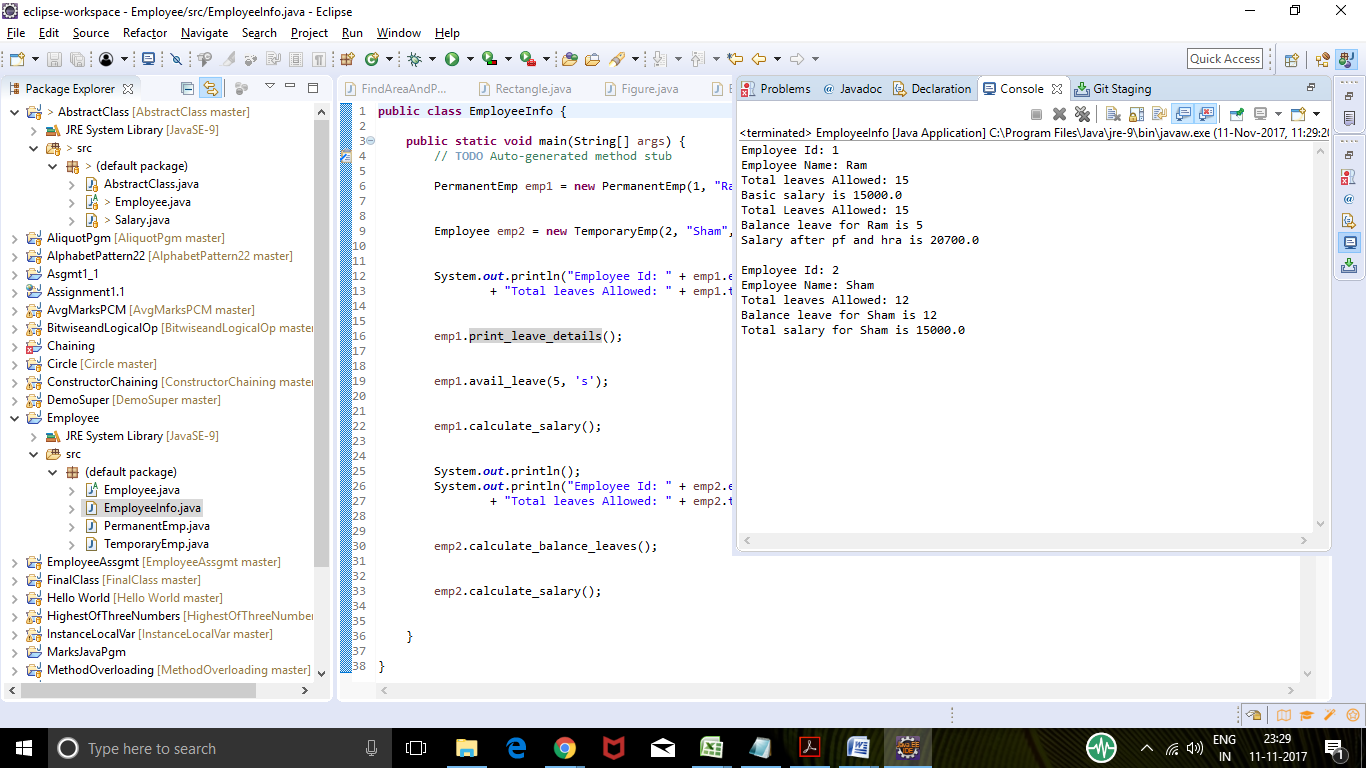 eclipse-workspace - Employee/src/EmployeeInfo.java - Eclipse
File Edit Source Refactor Navigate Search Project Run Window Help
Quick Access
Package Explorer
> AbstractClass [AbstractClass master]
JRE System Library [JavaSE-9]
> src
> (default package)
AbstractClass.java
> Employee.java
> Salary.java
AliquotPgm [AliquotPgm master]
AlphabetPattern22 [AlphabetPattern22 master]
Asgmt1_1
Assignment1.1
AvgMarksPCM [AvgMarksPCM master]
BitwiseandLogicalOp [BitwiseandLogicalOp master
Chaining
Circle [Circle master]
ConstructorChaining [ConstructorChaining master
DemoSuper [DemoSuper master]
Employee
JRE System Library [JavaSE-9]
src
(default package)
Employee.java
EmployeeInfo.java
PermanentEmp.java
TemporaryEmp.java
EmployeeAssgmt [EmployeeAssgmt master]
FinalClass [FinalClass master]
Hello World [Hello World master]
HighestOfThreeNumbers [HighestOfThreeNumber
InstanceLocalVar [InstanceLocalVar master]
MarksJavaPgm
MethodOverloading [MethodOverloading master]
FindAreaAndP... Rectangle.java Figure.java
1 public class EmployeeInfo {
2
3 public static void main(String[] args) {
4 // TODO Auto-generated method stub
5
6 PermanentEmp emp1 = new PermanentEmp(1, "Ra
7
8
9 Employee emp2 = new TemporaryEmp(2, "Sham",
10
11
12 System.out.println("Employee Id: " + emp1.e
13 + "Total leaves Allowed: " + emp1.t
14
15
16 emp1.print_leave_details();
17
18
19 emp1.avail_leave(5, 's');
20
21
22 emp1.calculate_salary();
23
24
25 System.out.println();
26 System.out.println("Employee Id: " + emp2.e
27 + "Total leaves Allowed: " + emp2.t
28
29
30 emp2.calculate_balance_leaves();
31
32
33 emp2.calculate_salary();
34
35
36 }
37
38 }
Problems @ Javadoc Declaration Console Git Staging
<terminated> EmployeeInfo [Java Application] C:\Program Files\Java\jre-9\bin\javaw.exe (11-Nov-2017, 11:29:20
Employee Id: 1
Employee Name: Ram
Total leaves Allowed: 15
Basic salary is 15000.0
Total Leaves Allowed: 15
Balance leave for Ram is 5
Salary after pf and hra is 20700.0
Employee Id: 2
Employee Name: Sham
Total leaves Allowed: 12
Balance leave for Sham is 12
Total salary for Sham is 15000.0
Type here to search
ENG
IN
23:29
11-11-2017
1